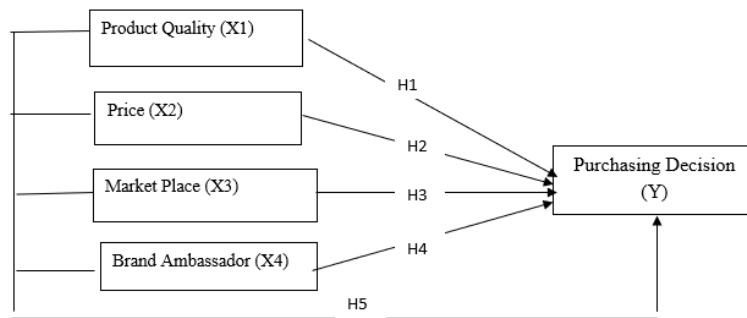 Product Quality (X1)
H1
Price (X2)
H2
Purchasing Decision
(Y)
Market Place (X3)
H3
Brand Ambassador (X4)
H4
H5